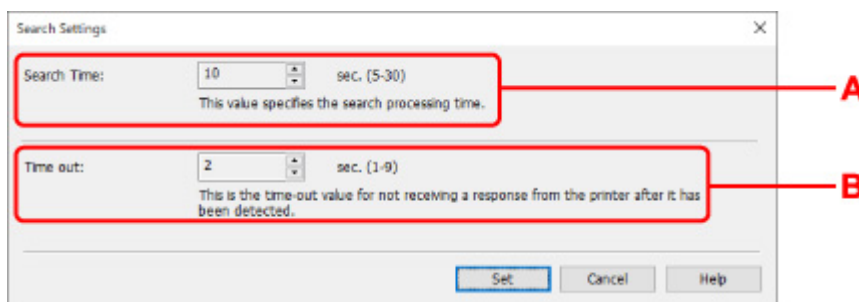 Search Settings
Search Time:
10
sec. (5-30)
This value specifies the search processing time.
A
Time out:
2
sec. (1-9)
This is the time-out value for not receiving a response from the printer after it has
been detected.
B
Set
Cancel
Help